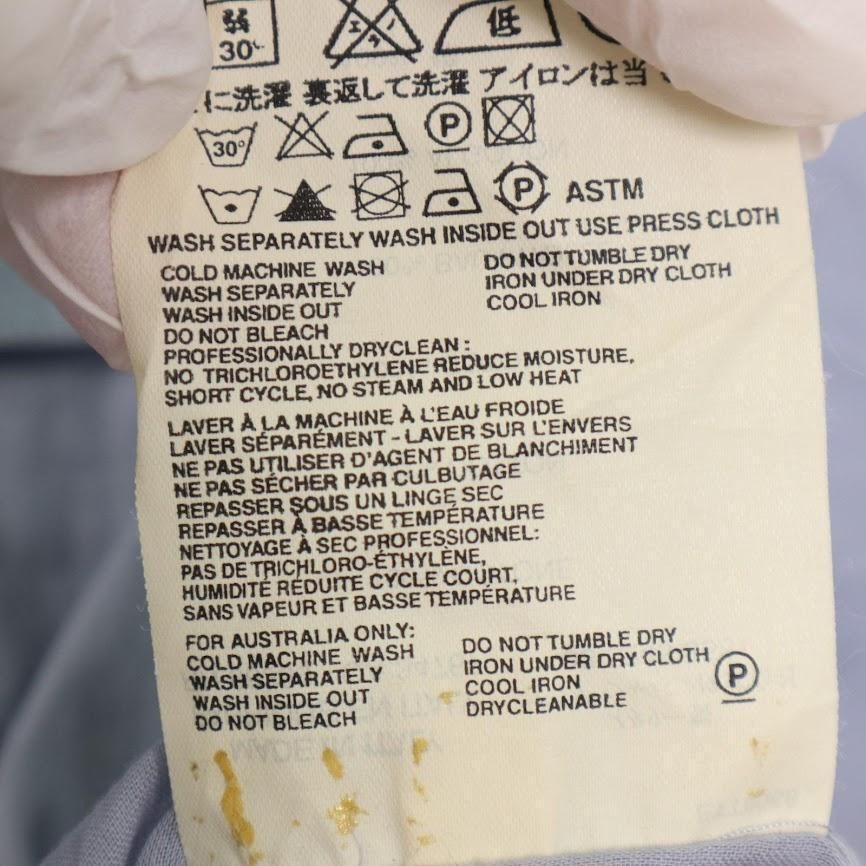 弱
30°
エンソ
低
に洗濯 裏返して洗濯 アイロンは当
30° P
P ASTM
WASH SEPARATELY WASH INSIDE OUT USE PRESS CLOTH
COLD MACHINE WASH
WASH SEPARATELY
WASH INSIDE OUT
DO NOT BLEACH
DO NOT TUMBLE DRY
IRON UNDER DRY CLOTH
COOL IRON
PROFESSIONALLY DRYCLEAN :
NO TRICHLOROETHYLENE REDUCE MOISTURE,
SHORT CYCLE, NO STEAM AND LOW HEAT
LAVER À LA MACHINE À L'EAU FROIDE
LAVER SÉPARÉMENT - LAVER SUR L'ENVERS
NE PAS UTILISER D'AGENT DE BLANCHIMENT
NE PAS SÉCHER PAR CULBUTAGE
REPASSER SOUS UN LINGE SEC
REPASSER À BASSE TEMPÉRATURE
NETTOYAGE À SEC PROFESSIONNEL:
PAS DE TRICHLORO-ÉTHYLÈNE,
HUMIDITÉ RÉDUITE CYCLE COURT,
SANS VAPEUR ET BASSE TEMPÉRATURE
FOR AUSTRALIA ONLY:
COLD MACHINE WASH
WASH SEPARATELY
WASH INSIDE OUT
DO NOT BLEACH
DO NOT TUMBLE DRY
IRON UNDER DRY CLOTH
COOL IRON
DRYCLEANABLE
P